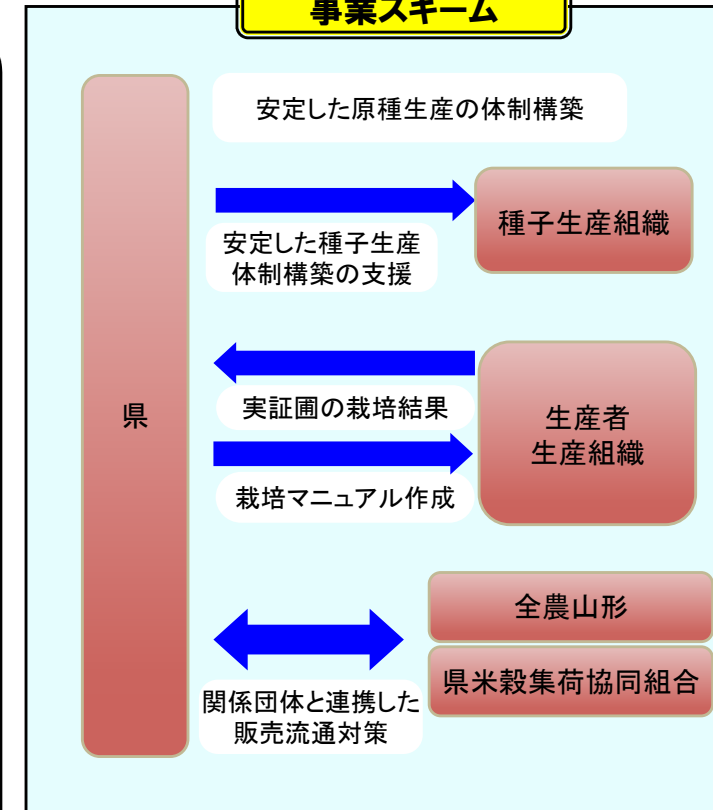 事業スキーム
安定した原種生産の体制構築
種子生産組織
安定した種子生産
体制構築の支援
県
実証圃の栽培結果
生産者
生産組織
栽培マニュアル作成
全農山形
県米穀集荷協同組合
関係団体と連携した
販売流通対策